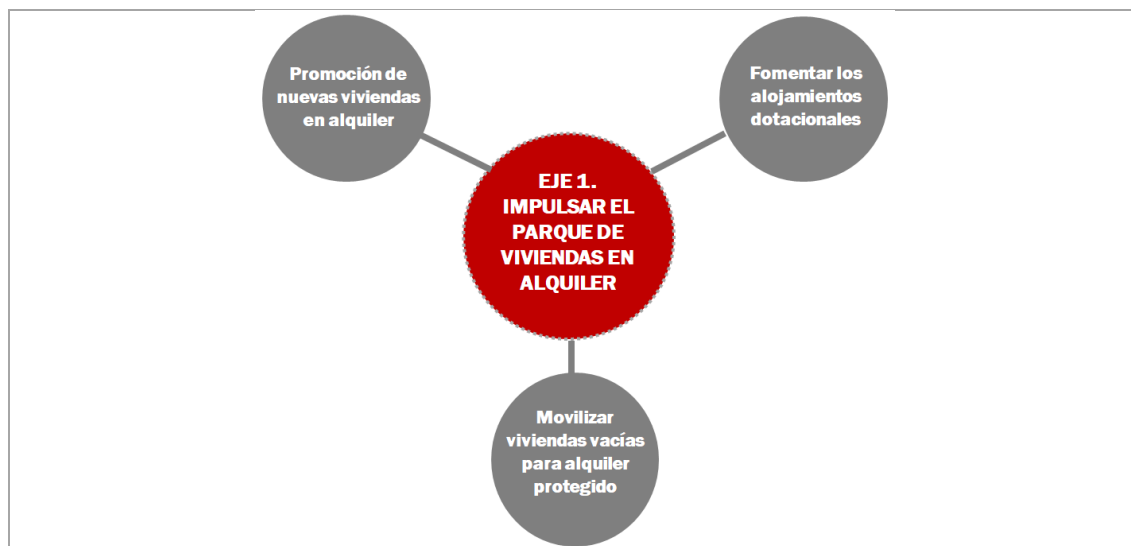 Promoción de
nuevas viviendas
en alquiler
Fomentar los
alojamientos
dotacionales
EJE 1.
IMPULSAR EL
PARQUE DE
VIVIENDAS EN
ALQUILER
Movilizar
viviendas vacías
para alquiler
protegido